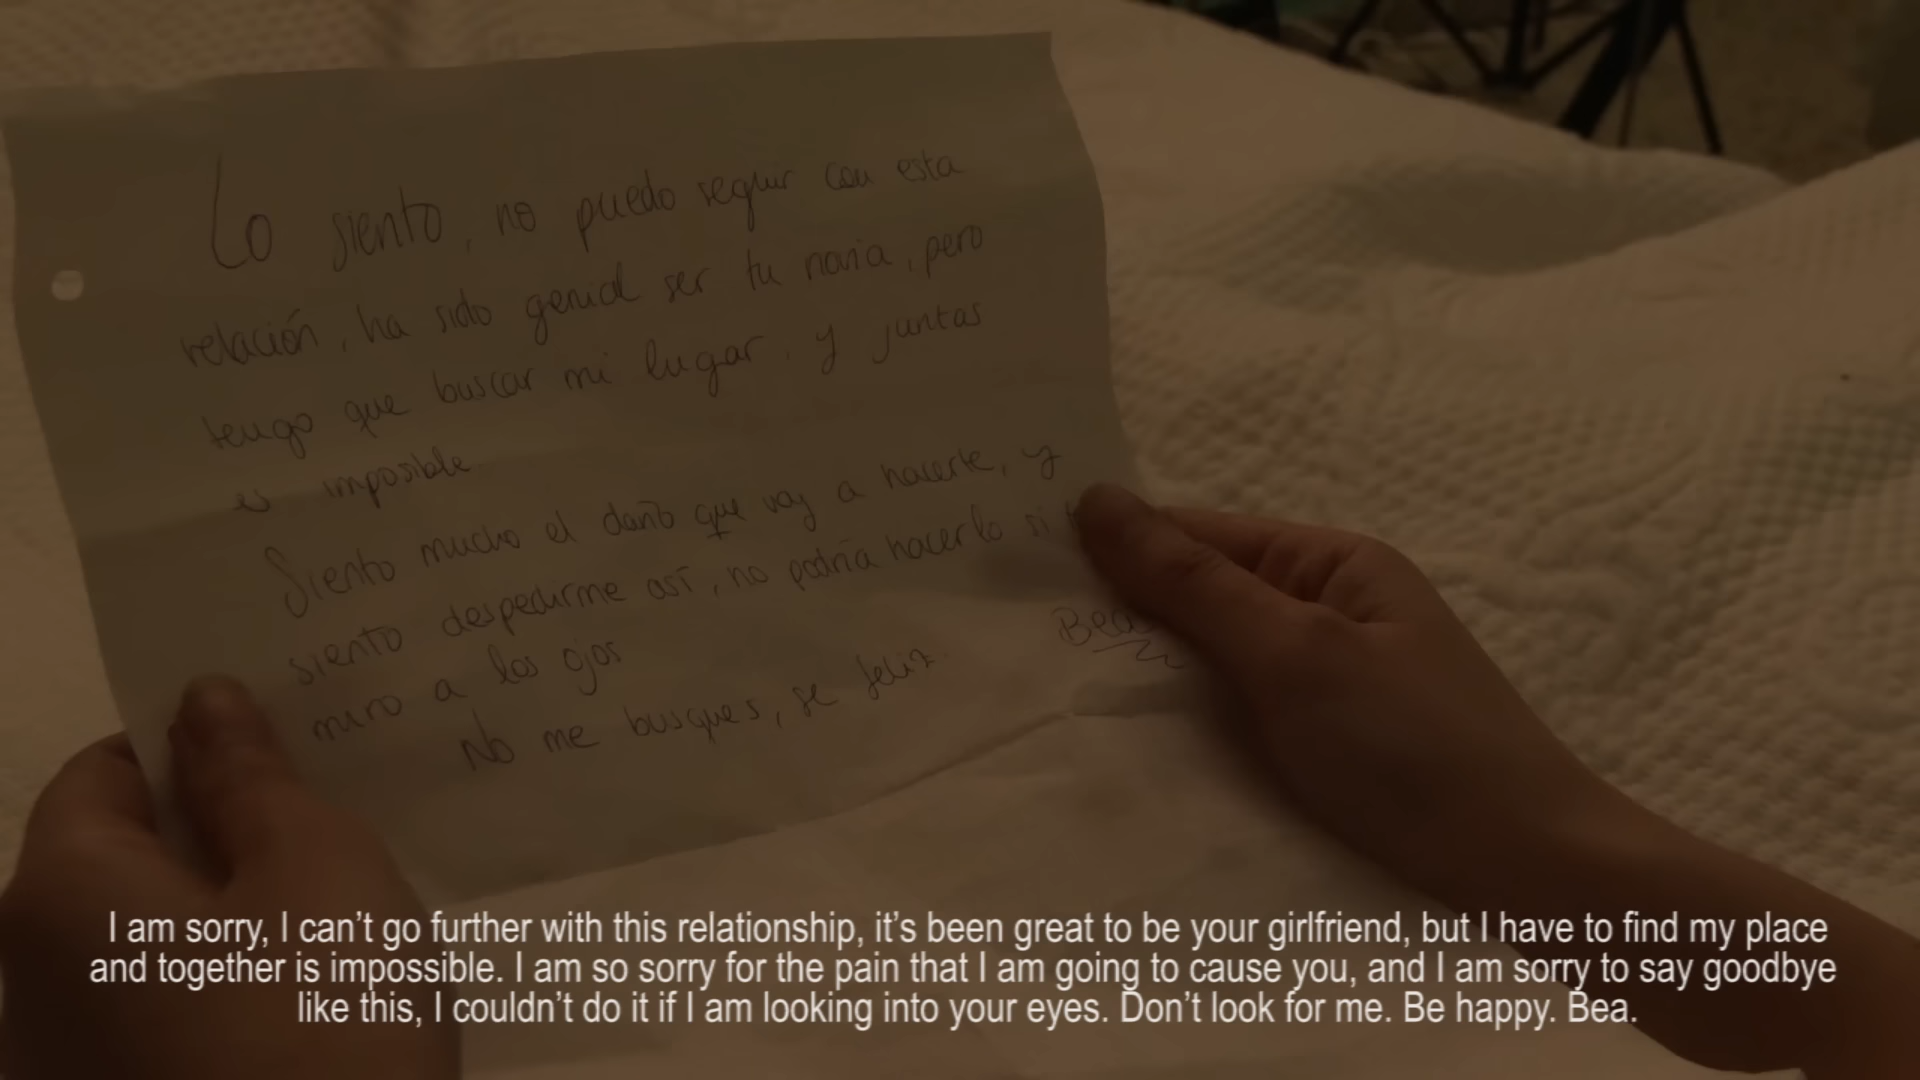 Lo siento, no puedo seguir con esta
relación, ha sido genial ser tu novia, pero
tengo que buscar mi lugar, y juntas
es imposible
Siento mucho el daño que voy a hacerte, y
siento despedirme así, no podría hacerlo si
miro a los ojos
No me busques, se feliz.
Bea
I am sorry, I can't go further with this relationship, it's been great to be your girlfriend, but I have to find my place
and together is impossible. I am so sorry for the pain that I am going to cause you, and I am sorry to say goodbye
like this, I couldn't do it if I am looking into your eyes. Don't look for me. Be happy. Bea.